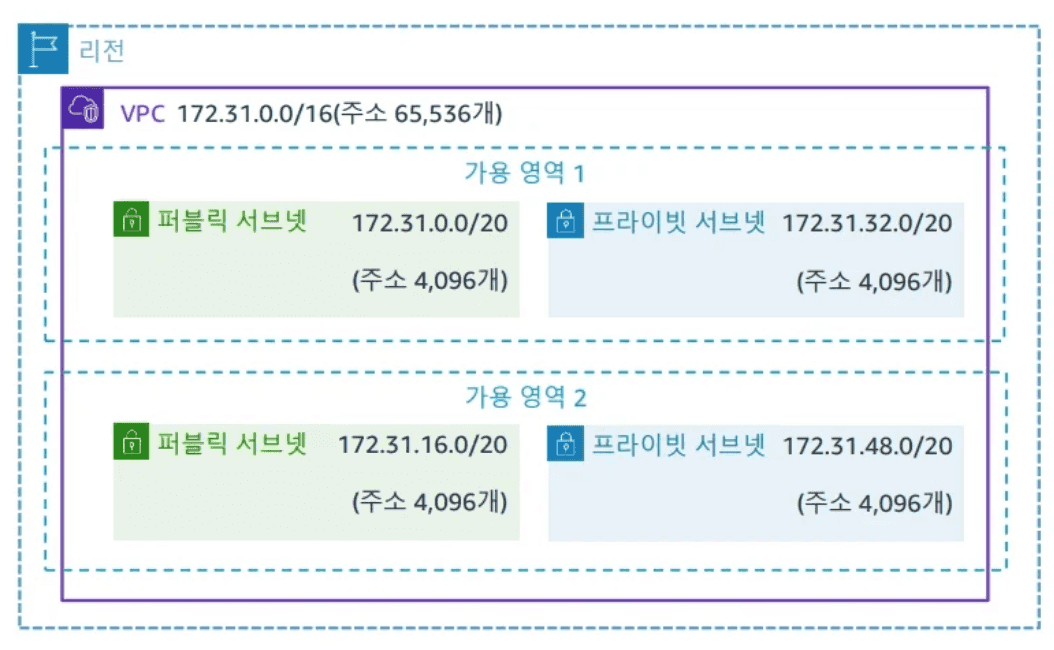 리전
VPC 172.31.0.0/16(주소 65,536개)
가용 영역 1
퍼블릭 서브넷 172.31.0.0/20
(주소 4,096개)
프라이빗 서브넷 172.31.32.0/20
(주소 4,096개)
가용 영역 2
퍼블릭 서브넷 172.31.16.0/20
(주소 4,096개)
프라이빗 서브넷 172.31.48.0/20
(주소 4,096개)